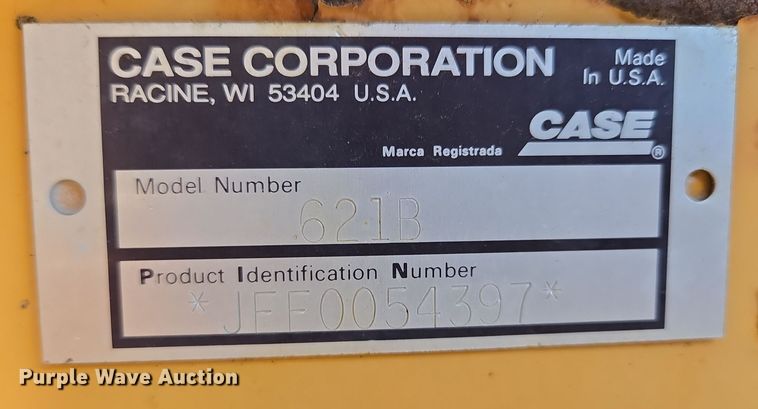 CASE CORPORATION
RACINE, WI 53404 U.S.A.
Made
In U.S.A.
CASE
®
Marca Registrada
Model Number
621B
Product Identification Number
*JEE0054397*
Purple Wave Auction